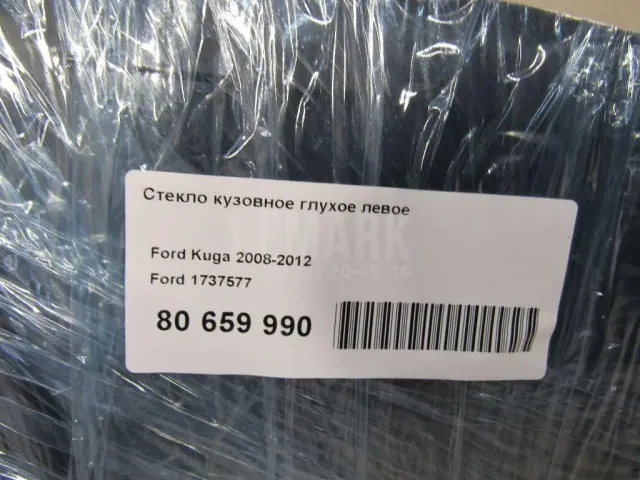 Стекло кузовное глухое левое
Ford Kuga 2008-2012
Ford 1737577
80 659 990